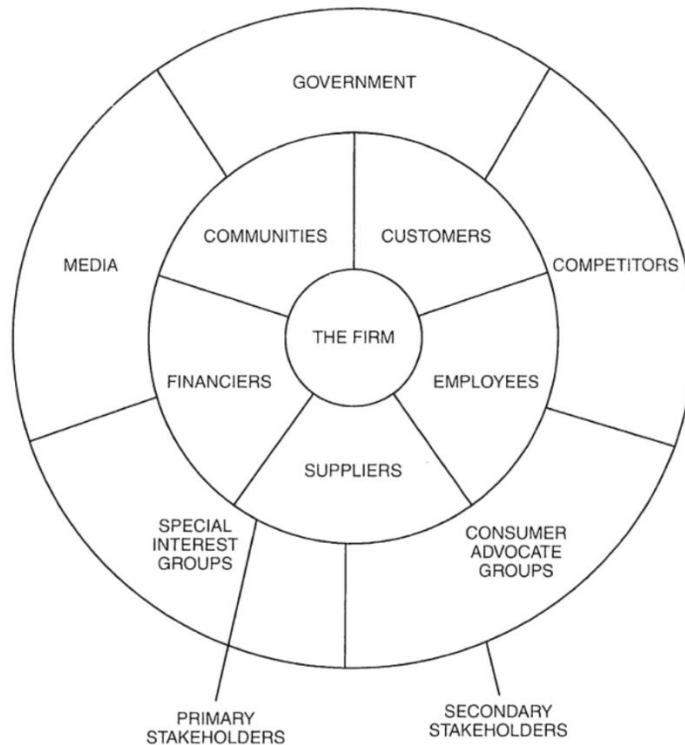 GOVERNMENT
COMMUNITIES
CUSTOMERS
MEDIA
COMPETITORS
THE FIRM
FINANCIERS
EMPLOYEES
SUPPLIERS
SPECIAL
INTEREST
GROUPS
CONSUMER
ADVOCATE
GROUPS
PRIMARY
STAKEHOLDERS
SECONDARY
STAKEHOLDERS